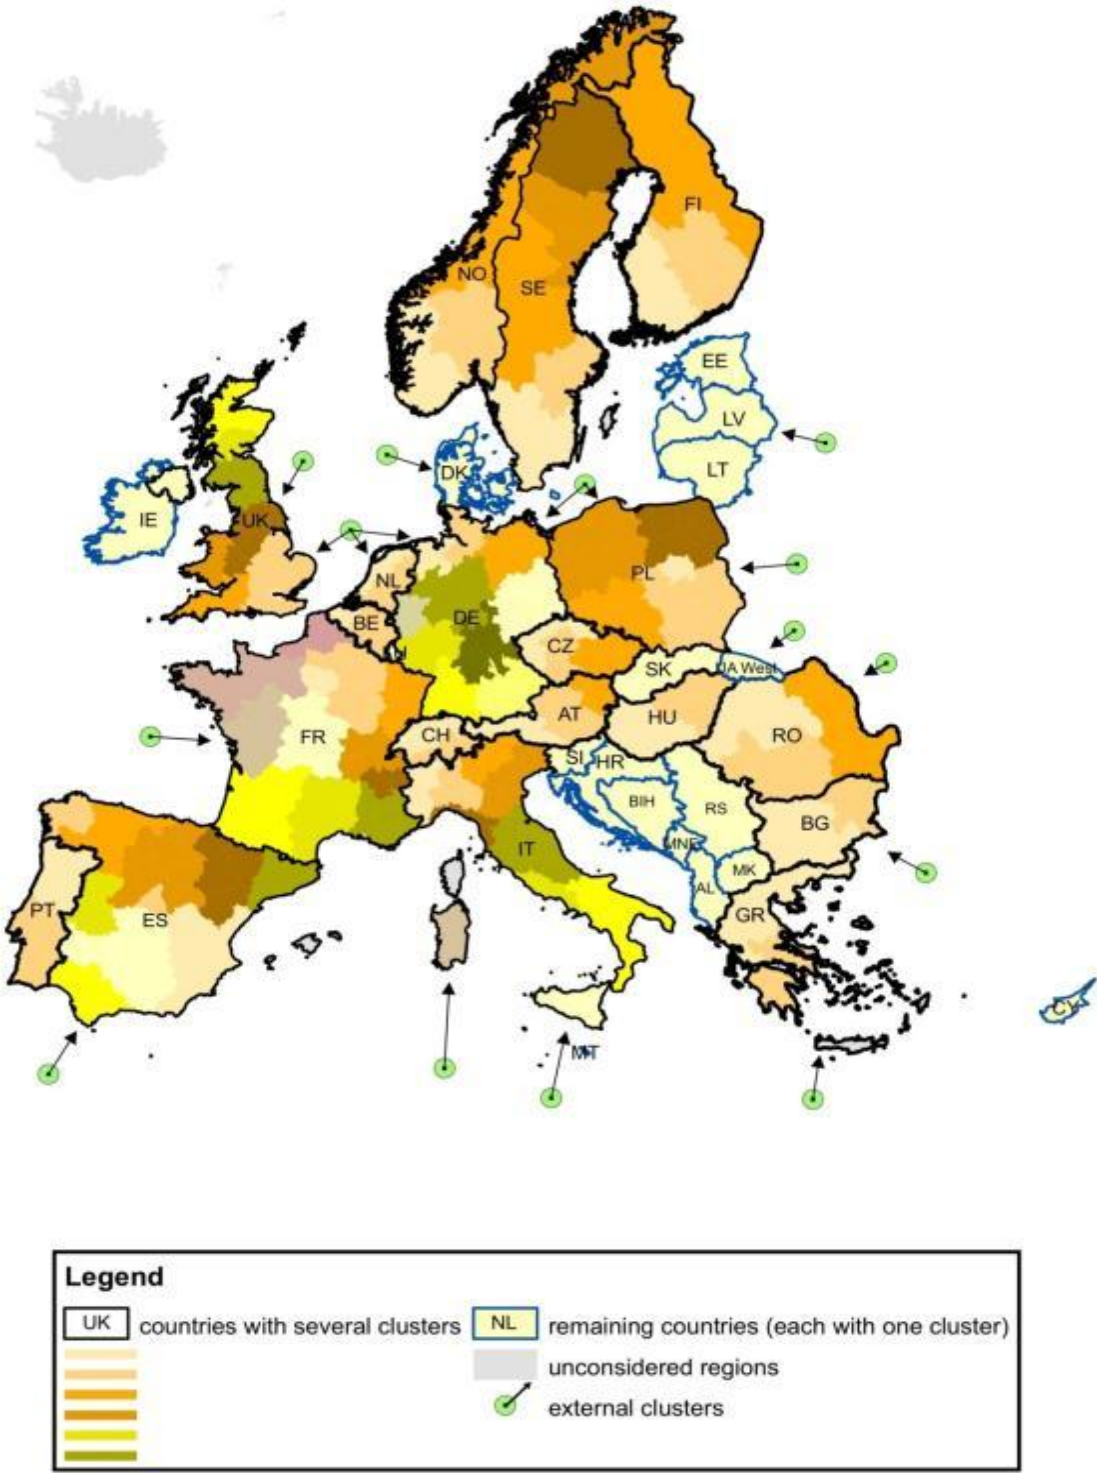 FI
NO
SE
EE
LV
DK
LT
IE
UK
PL
NL
DE
BE
CZ
SK
UA West
AT
HU
FR
CH
RO
SI
HR
BIH
RS
BG
IT
MNE
MK
AL
PT
ES
GR
CY
MT
Legend
UK countries with several clusters
NL remaining countries (each with one cluster)
unconsidered regions
external clusters